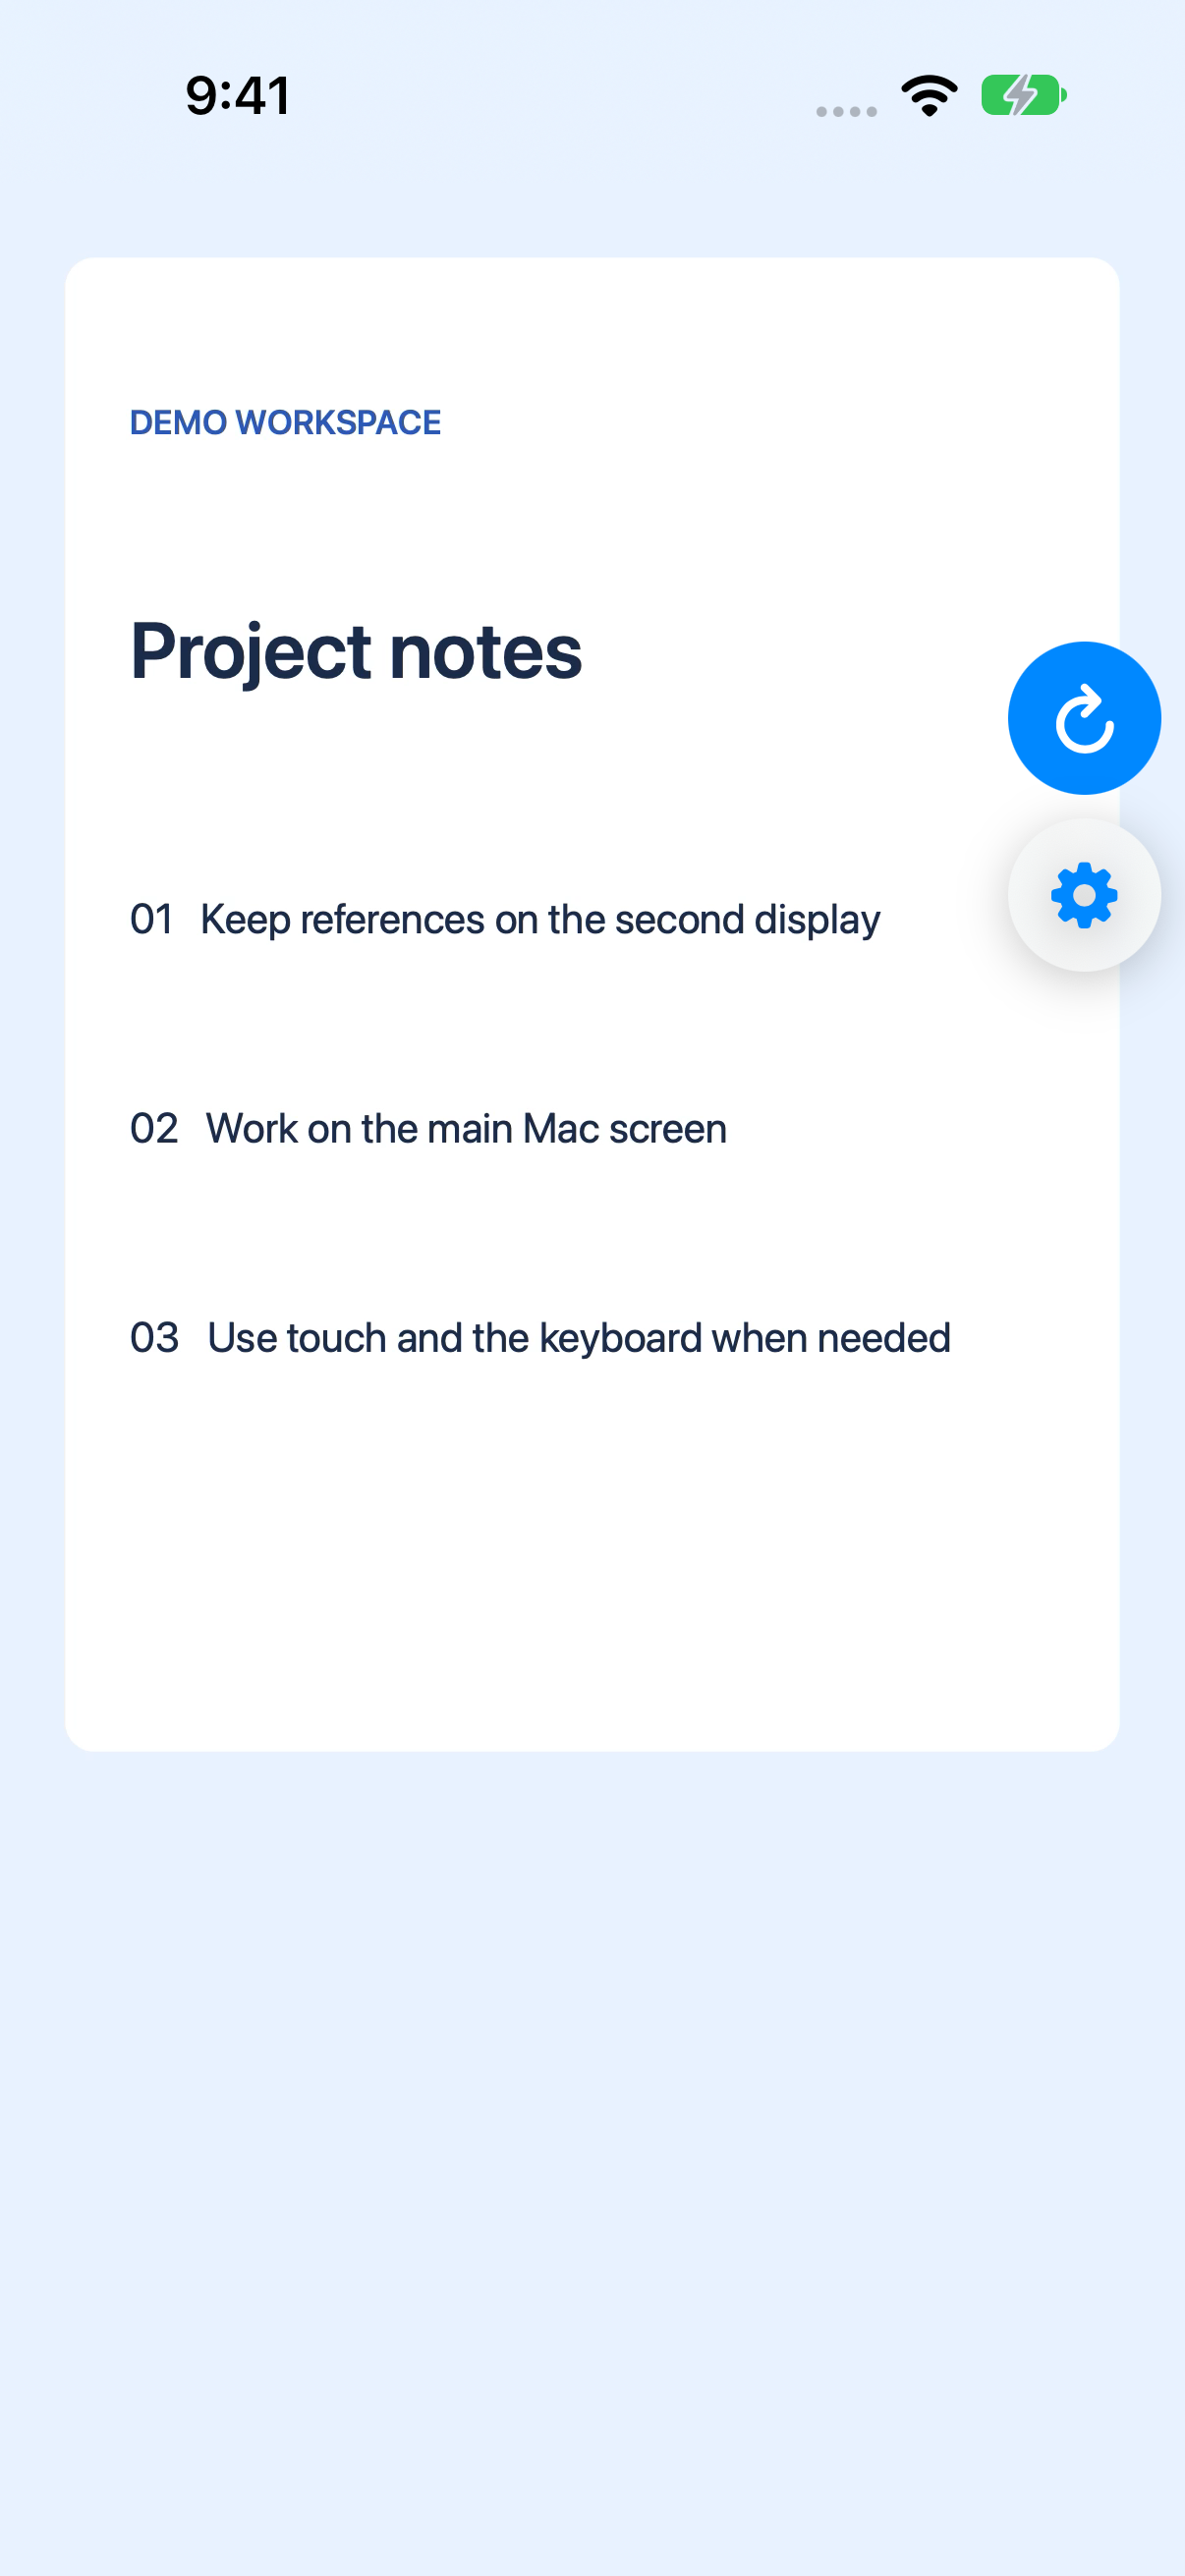 9:41
DEMO WORKSPACE
Project notes
01 Keep references on the second display
02 Work on the main Mac screen
03 Use touch and the keyboard when needed